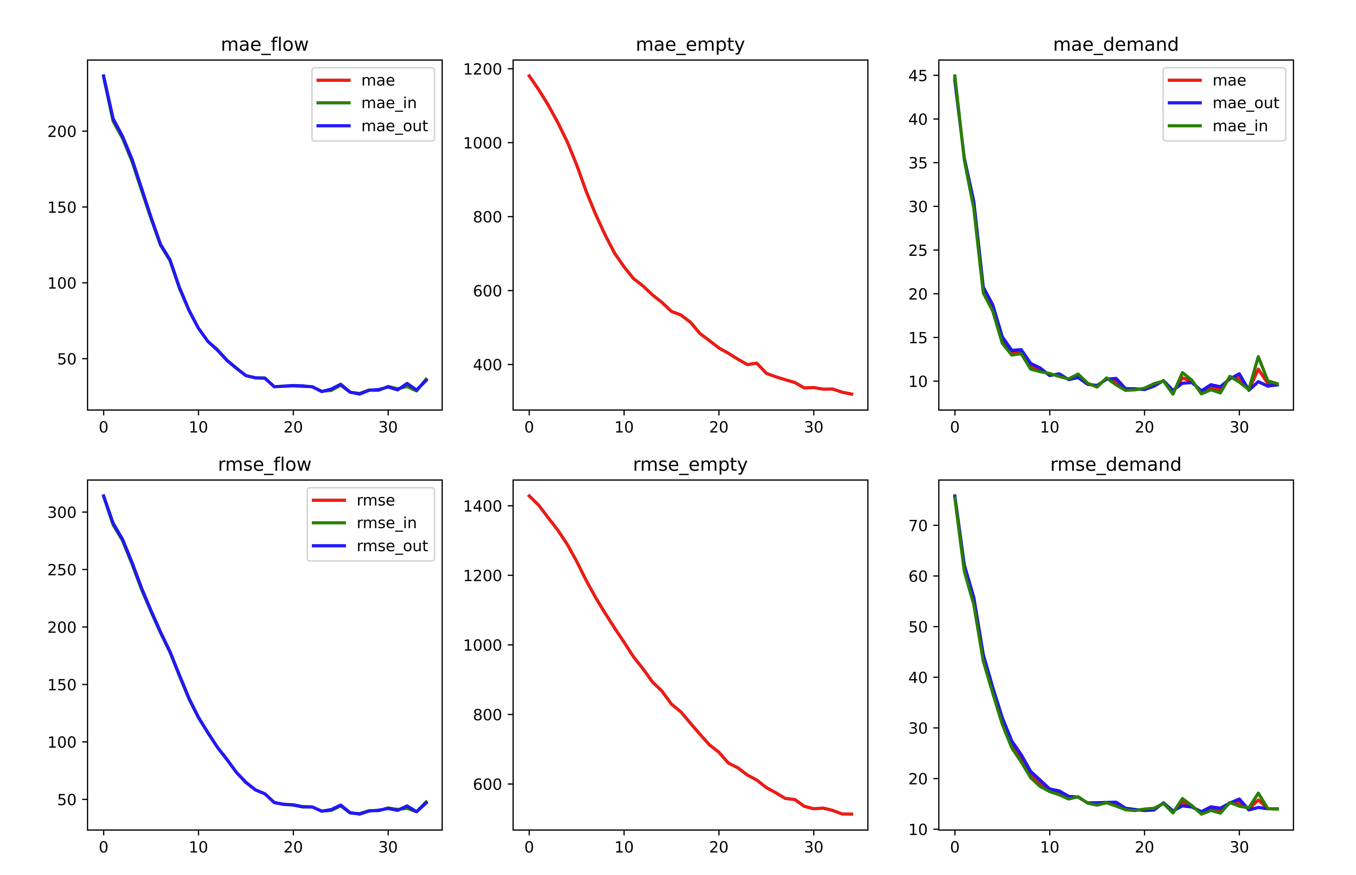 mae_flow
mae
mae_in
mae_out
200
150
100
50
0 10 20 30
mae_empty
1200
1000
800
600
400
0 10 20 30
mae_demand
mae
mae_out
mae_in
45
40
35
30
25
20
15
10
0 10 20 30
rmse_flow
rmse
rmse_in
rmse_out
300
250
200
150
100
50
0 10 20 30
rmse_empty
1400
1200
1000
800
600
0 10 20 30
rmse_demand
70
60
50
40
30
20
10
0 10 20 30